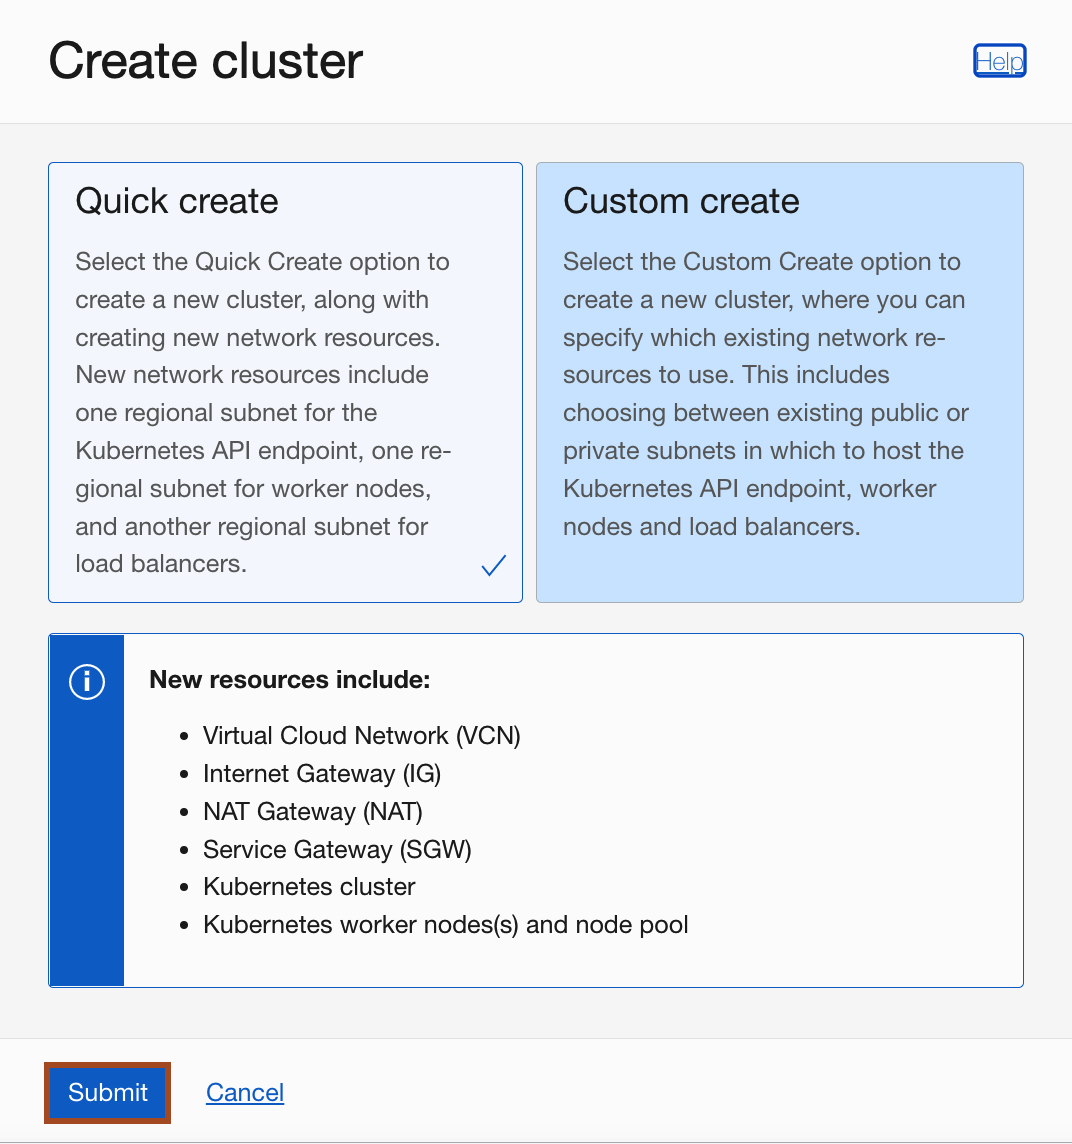 Create cluster
Help
Quick create
Select the Quick Create option to
create a new cluster, along with
creating new network resources.
New network resources include
one regional subnet for the
Kubernetes API endpoint, one re-
gional subnet for worker nodes,
and another regional subnet for
load balancers.
Custom create
Select the Custom Create option to
create a new cluster, where you can
specify which existing network re-
sources to use. This includes
choosing between existing public or
private subnets in which to host the
Kubernetes API endpoint, worker
nodes and load balancers.
New resources include:
• Virtual Cloud Network (VCN)
• Internet Gateway (IG)
• NAT Gateway (NAT)
• Service Gateway (SGW)
• Kubernetes cluster
• Kubernetes worker nodes(s) and node pool
Submit
Cancel